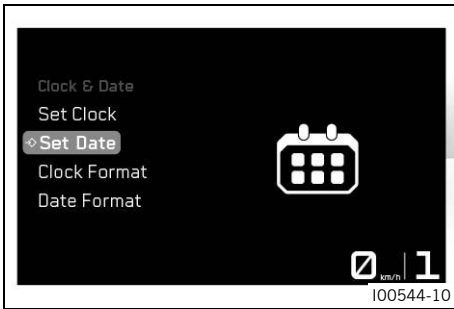 Clock & Date
Set Clock
Set Date
Clock Format
Date Format
0 km/h 1
I00544-10